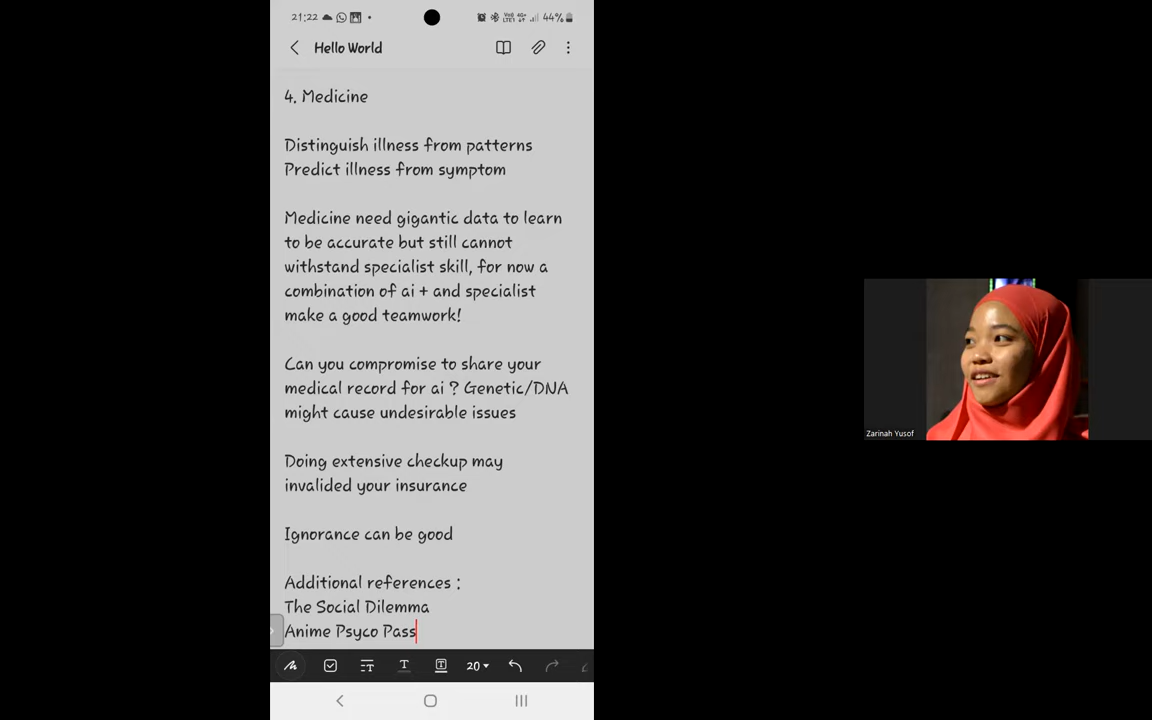 21:22
44%
Hello World
4. Medicine
Distinguish illness from patterns
Predict illness from symptom
Medicine need gigantic data to learn
to be accurate but still cannot
withstand specialist skill, for now a
combination of ai + and specialist
make a good teamwork!
Can you compromise to share your
medical record for ai ? Genetic/DNA
might cause undesirable issues
Doing extensive checkup may
invalided your insurance
Ignorance can be good
Additional references :
The Social Dilemma
Anime Psyco Pass
20
Zarinah Yusof